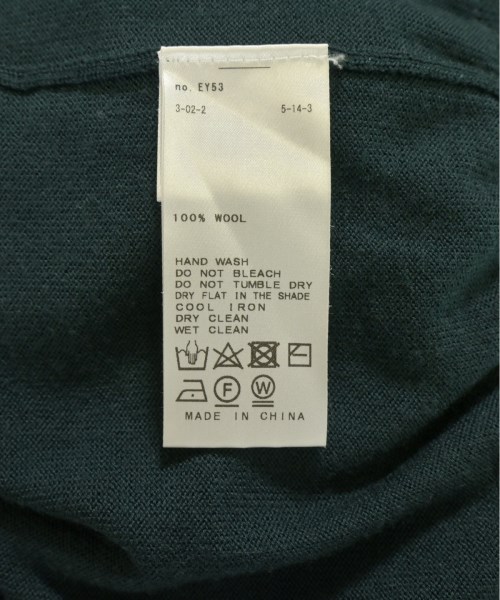 no. EY53
3-02-2 5-14-3
100% WOOL
HAND WASH
DO NOT BLEACH
DO NOT TUMBLE DRY
DRY FLAT IN THE SHADE
COOL IRON
DRY CLEAN
WET CLEAN
F W
MADE IN CHINA